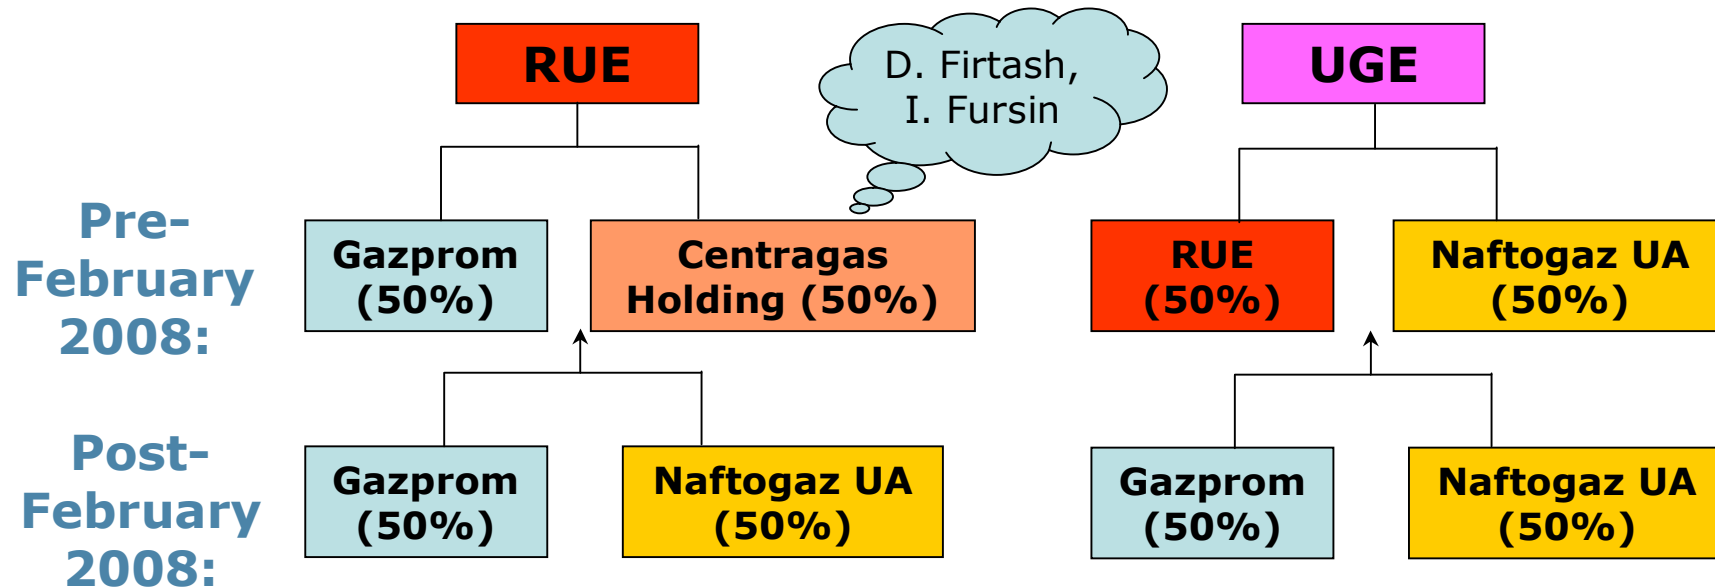 RUE
D. Firtash,
I. Fursin
UGE
Pre-
February
2008:
Gazprom
(50%)
Centragas
Holding (50%)
RUE
(50%)
Naftogaz UA
(50%)
Post-
February
2008:
Gazprom
(50%)
Naftogaz UA
(50%)
Gazprom
(50%)
Naftogaz UA
(50%)